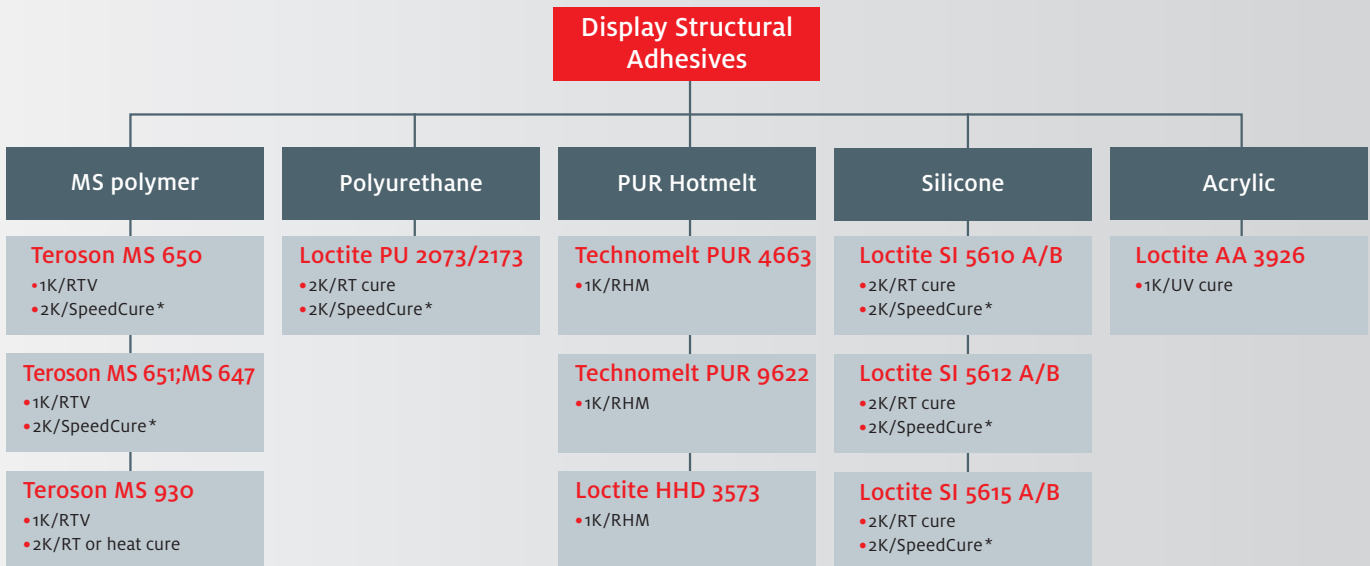 Display Structural
Adhesives
MS polymer
Teroson MS 650
•1K/RTV
•2K/SpeedCure*
Teroson MS 651;MS 647
•1K/RTV
•2K/SpeedCure*
Teroson MS 930
•1K/RTV
•2K/RT or heat cure
Polyurethane
Loctite PU 2073/2173
•2K/RT cure
•2K/SpeedCure*
PUR Hotmelt
Technomelt PUR 4663
•1K/RHM
Technomelt PUR 9622
•1K/RHM
Loctite HHD 3573
•1K/RHM
Silicone
Loctite SI 5610 A/B
•2K/RT cure
•2K/SpeedCure*
Loctite SI 5612 A/B
•2K/RT cure
•2K/SpeedCure*
Loctite SI 5615 A/B
•2K/RT cure
•2K/SpeedCure*
Acrylic
Loctite AA 3926
•1K/UV cure